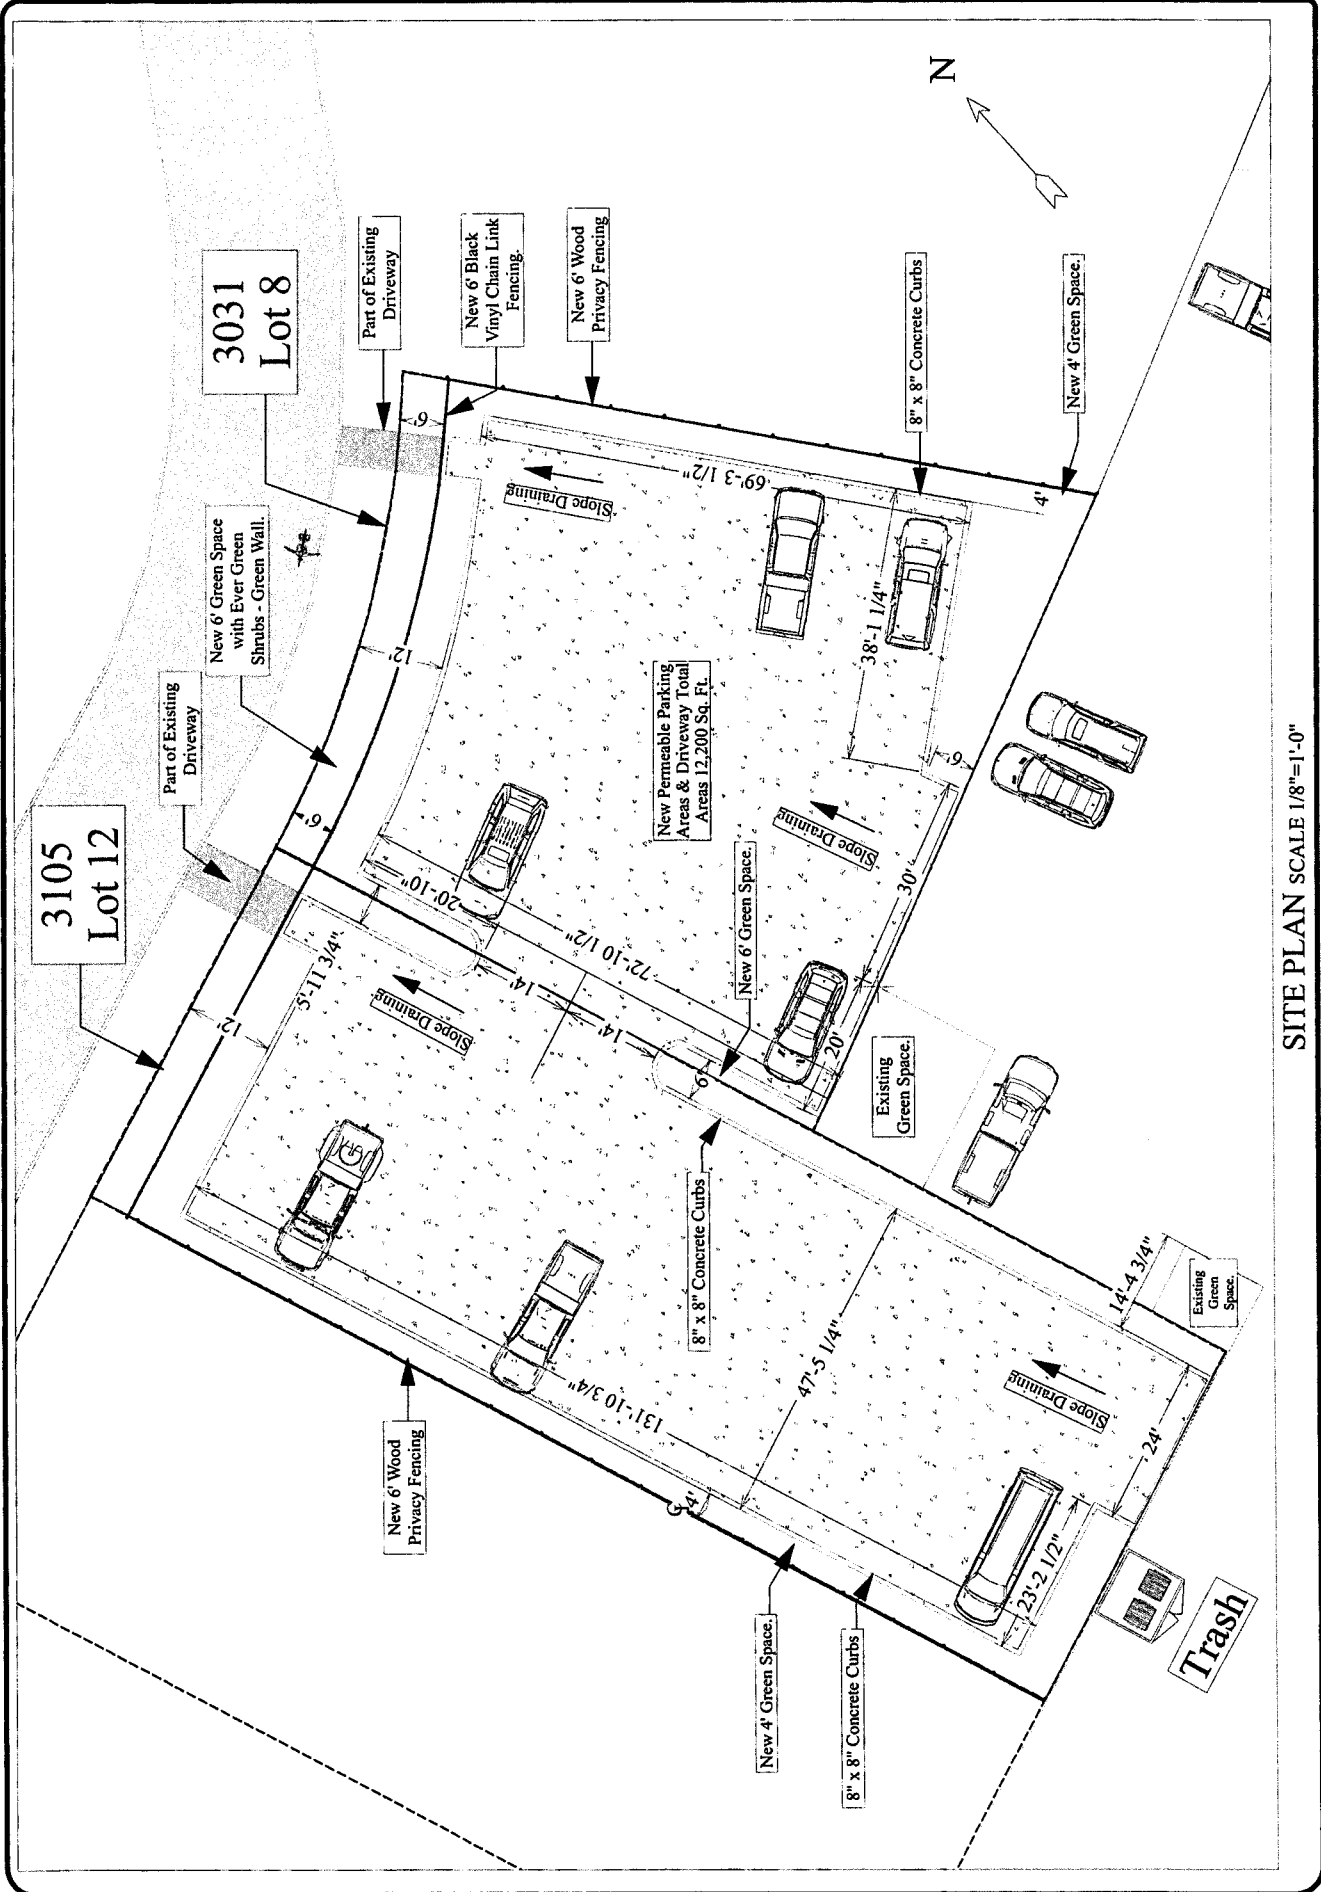 3105
Lot 12
Part of Existing
Driveway
New 6' Green Space
with Ever Green
Shrubs - Green Wall.
3031
Lot 8
Part of Existing
Driveway
New 6' Black
Vinyl Chain Link
Fencing.
New 6' Wood
Privacy Fencing
8" x 8" Concrete Curbs
New 4' Green Space.
N
6'
12'
6'
12'
5'-11 3/4"
20'-10"
14'
14'
72'-10 1/2"
69'-3 1/2"
38'-1 1/4"
4'
6'
30'
20'
6'
Slope Draining
Slope Draining
Slope Draining
Slope Draining
New Permeable Parking
Areas & Driveway Total
Areas 12,200 Sq. Ft.
New 6' Green Space.
Existing
Green Space.
8" x 8" Concrete Curbs
47'-5 1/4"
131'-10 3/4"
14'-4 3/4"
Existing
Green
Space.
24'
23'-2 1/2"
4'
New 6' Wood
Privacy Fencing
New 4' Green Space.
8" x 8" Concrete Curbs
Trash
SITE PLAN SCALE 1/8"=1'-0"